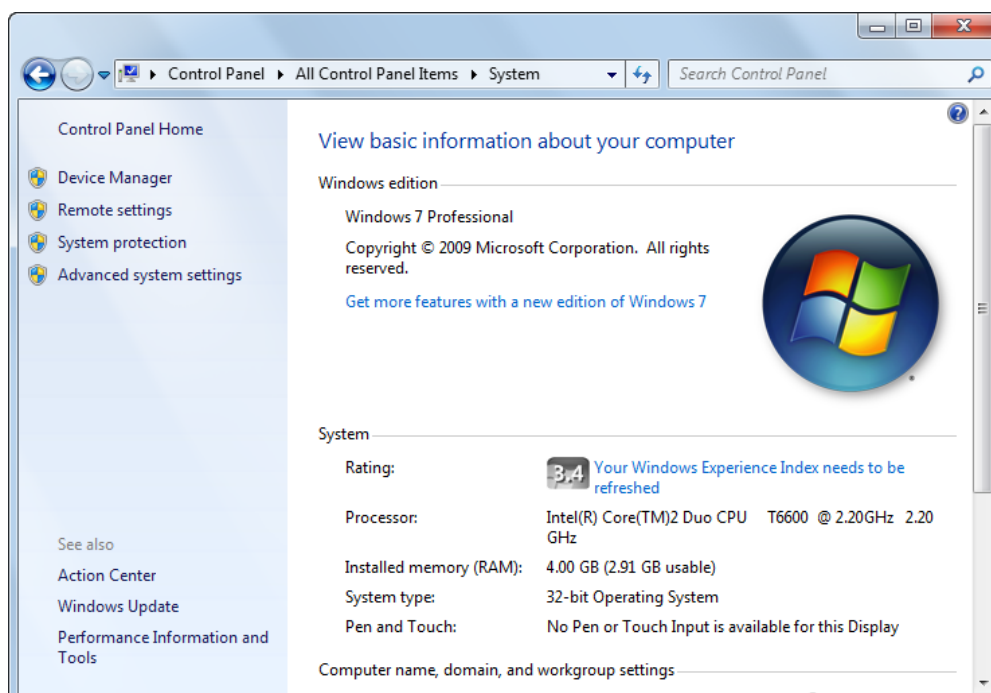 Control Panel ▸ All Control Panel Items ▸ System
Search Control Panel
Control Panel Home
Device Manager
Remote settings
System protection
Advanced system settings
See also
Action Center
Windows Update
Performance Information and
Tools
View basic information about your computer
Windows edition
Windows 7 Professional
Copyright © 2009 Microsoft Corporation.  All rights
reserved.
Get more features with a new edition of Windows 7
System
Rating:
3.4 Your Windows Experience Index needs to be
refreshed
Processor:
Intel(R) Core(TM)2 Duo CPU     T6600  @ 2.20GHz  2.20
GHz
Installed memory (RAM):
4.00 GB (2.91 GB usable)
System type:
32-bit Operating System
Pen and Touch:
No Pen or Touch Input is available for this Display
Computer name, domain, and workgroup settings